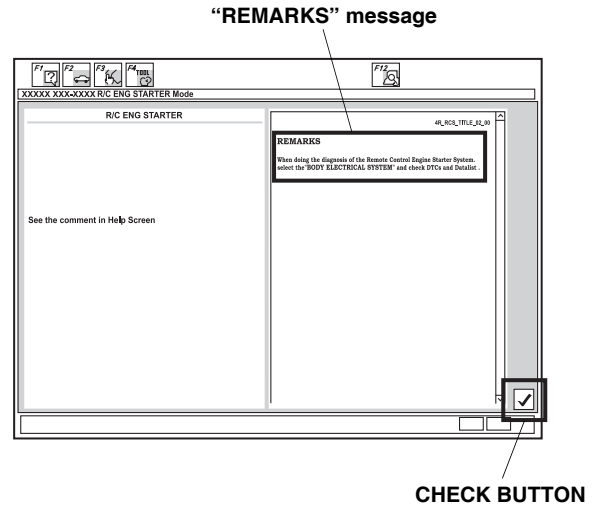 “REMARKS” message
F1 F2 F3 F4 TOOL F12
XXXXX XXX-XXXX R/C ENG STARTER Mode
R/C ENG STARTER
4R_RCS_TITLE_02_00
REMARKS
When doing the diagnosis of the Remote Control Engine Starter System.
select the"BODY ELECTRICAL SYSTEM" and check DTCs and Datalist .
See the comment in Help Screen
CHECK BUTTON